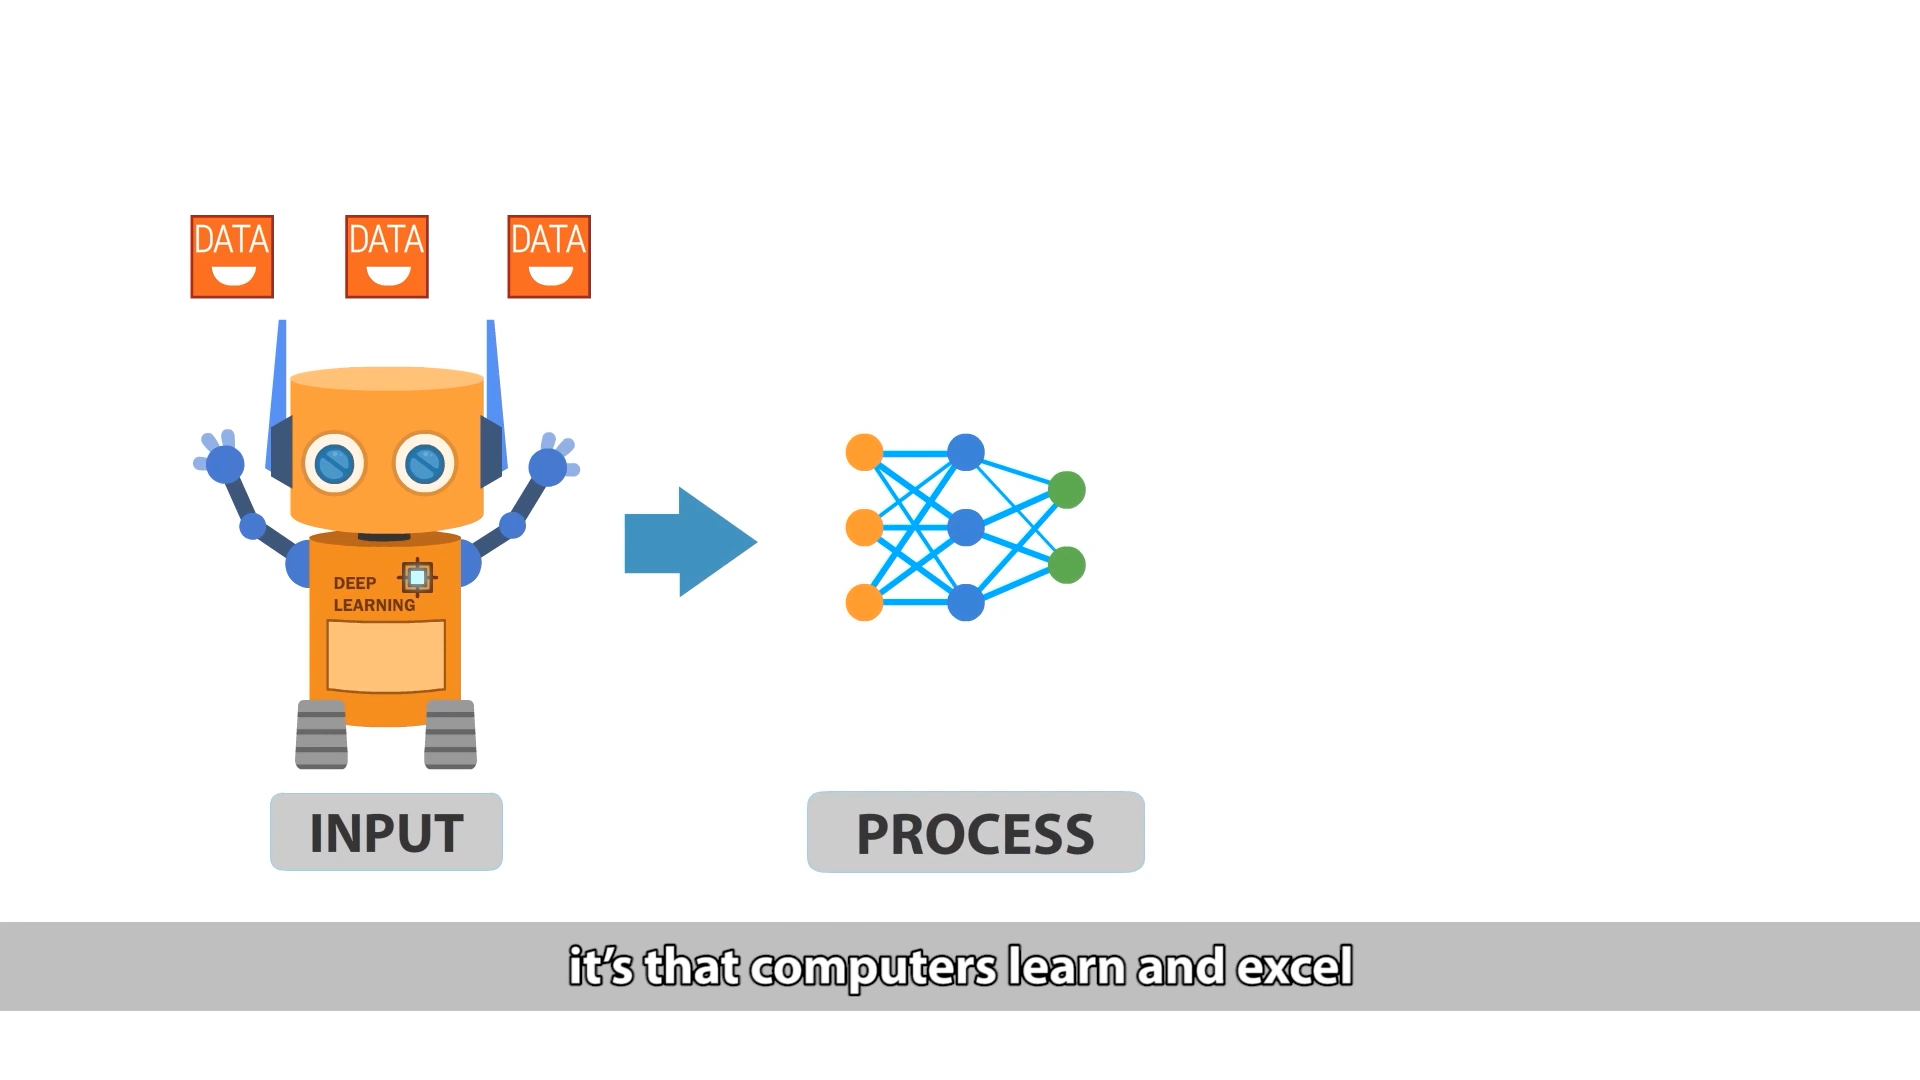 DATA DATA DATA
DEEP
LEARNING
INPUT
PROCESS
it's that computers learn and excel